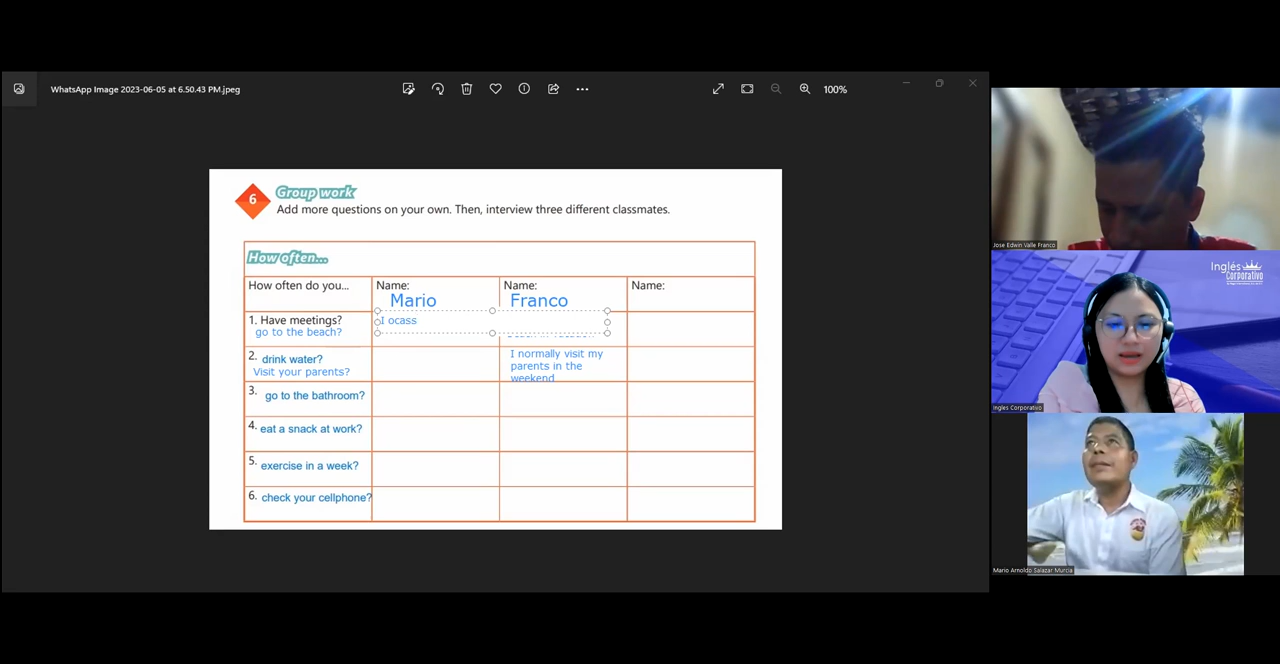 WhatsApp Image 2023-06-05 at 6.50.43 PM.jpeg
100%
6
Group work
Add more questions on your own. Then, interview three different classmates.
How often...
How often do you...
Name:
Mario
Name:
Franco
Name:
1. Have meetings?
go to the beach?
I ocass
2. drink water?
Visit your parents?
I normally visit my
parents in the
weekend
3. go to the bathroom?
4. eat a snack at work?
5. exercise in a week?
6. check your cellphone?
Jose Edwin Valle Franco
Inglés
Corporativo
Ingles Corporativo
Mario Arnoldo Salazar Murcia